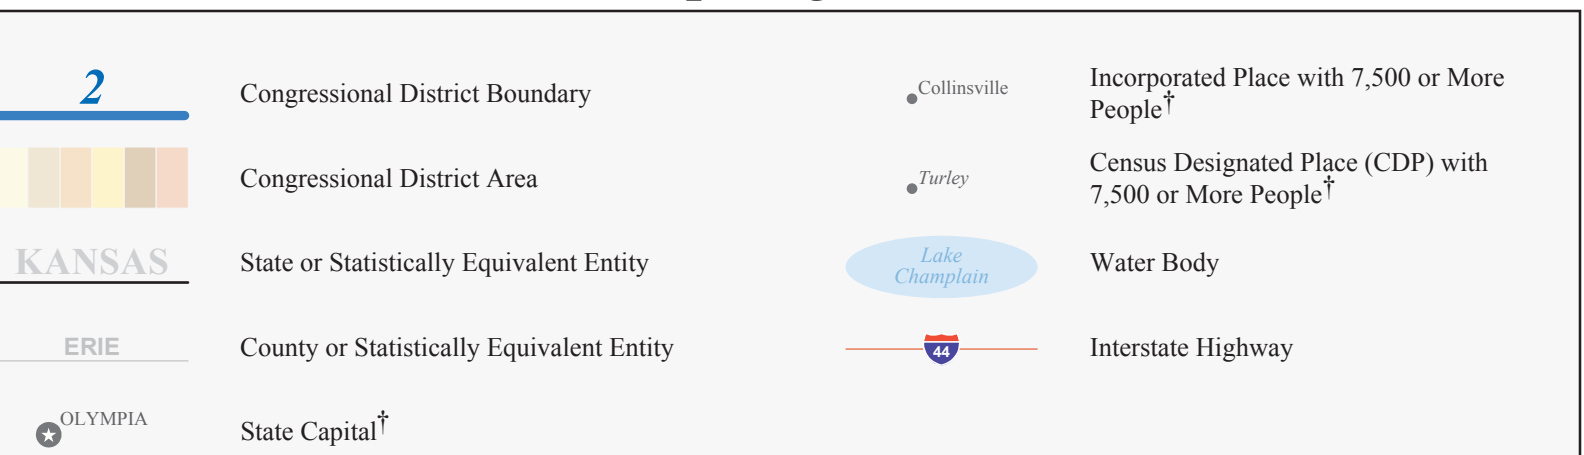 2
Congressional District Boundary
Congressional District Area
KANSAS
State or Statistically Equivalent Entity
ERIE
County or Statistically Equivalent Entity
OLYMPIA
State Capital†
Collinsville
Incorporated Place with 7,500 or More
People†
Turley
Census Designated Place (CDP) with
7,500 or More People†
Lake
Champlain
Water Body
44
Interstate Highway